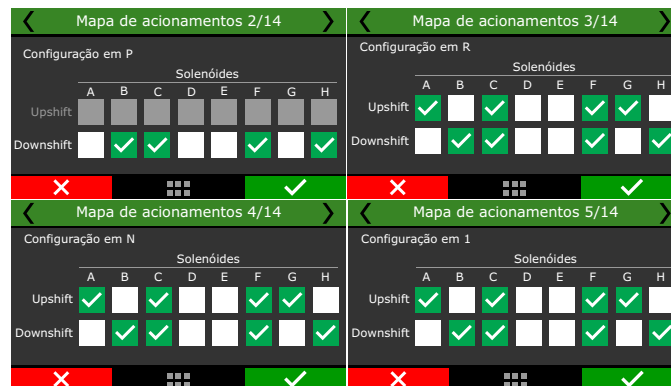 Mapa de acionamentos 2/14
Configuração em P
Solenóides
A B C D E F G H
Upshift
Downshift
Mapa de acionamentos 3/14
Configuração em R
Solenóides
A B C D E F G H
Upshift
Downshift
Mapa de acionamentos 4/14
Configuração em N
Solenóides
A B C D E F G H
Upshift
Downshift
Mapa de acionamentos 5/14
Configuração em 1
Solenóides
A B C D E F G H
Upshift
Downshift